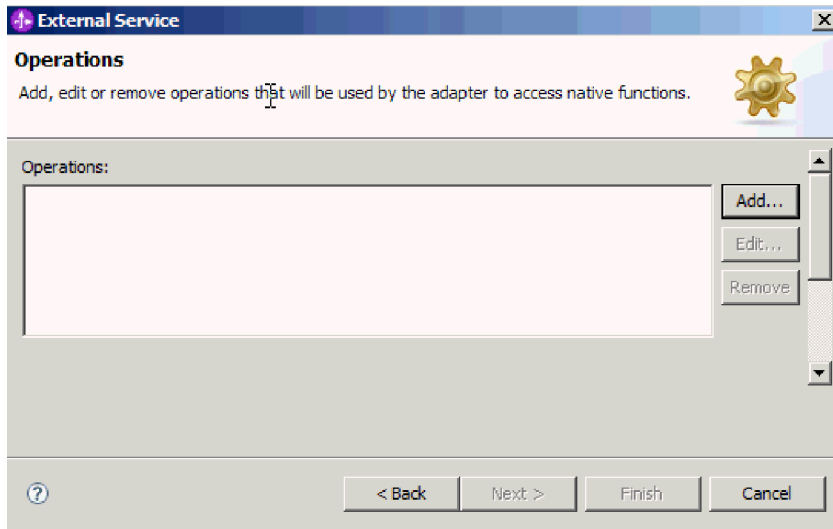 External Service
Operations
Add, edit or remove operations that will be used by the adapter to access native functions.
Operations:
Add...
Edit...
Remove
< Back
Next >
Finish
Cancel